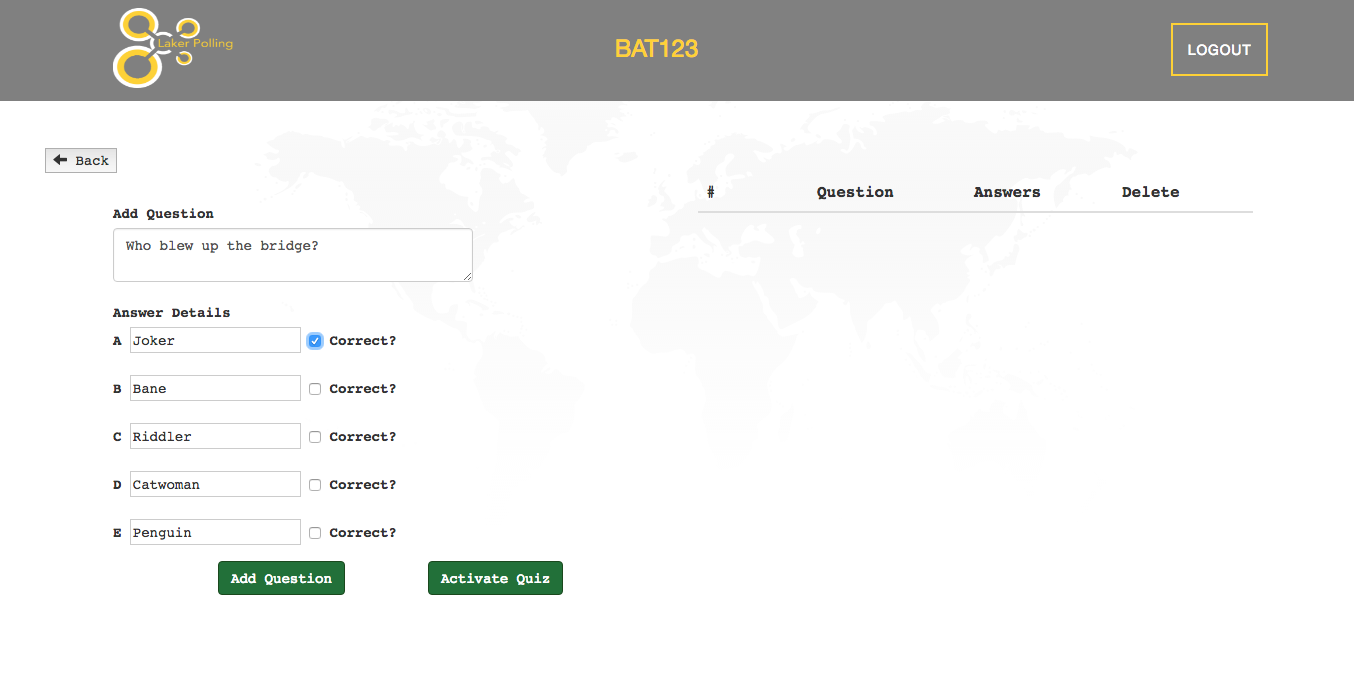 Laker Polling
BAT123
LOGOUT
Back
# Question Answers Delete
Add Question
Who blew up the bridge?
Answer Details
A Joker Correct?
B Bane Correct?
C Riddler Correct?
D Catwoman Correct?
E Penguin Correct?
Add Question Activate Quiz